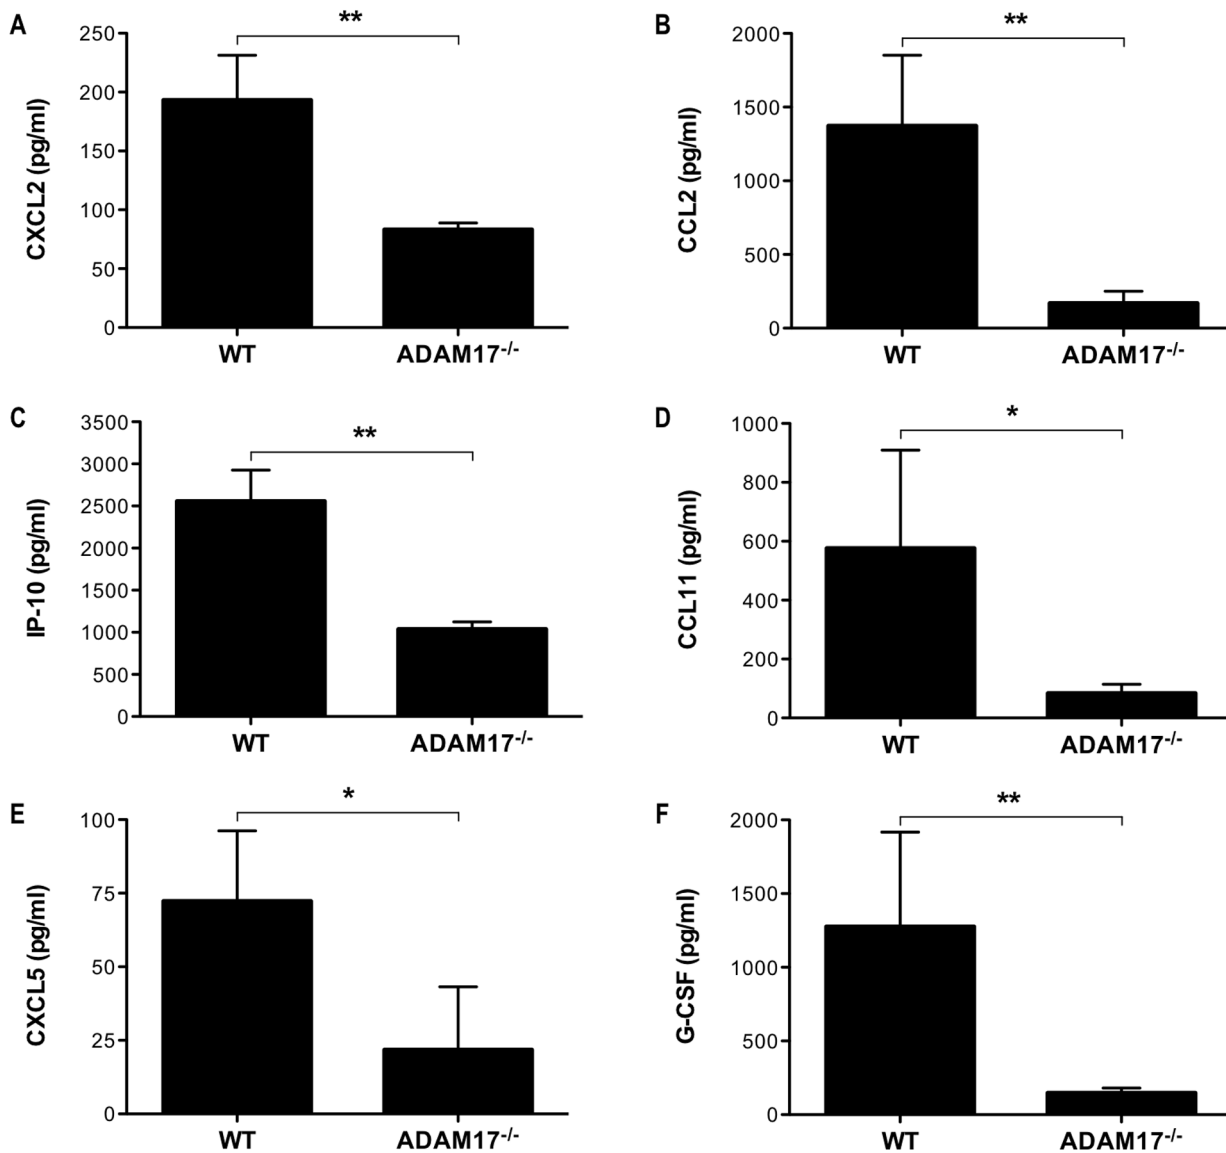 A
CXCL2 (pg/ml)
250
200
150
100
50
0
**
WT
ADAM17-/-
B
CCL2 (pg/ml)
2000
1500
1000
500
0
**
WT
ADAM17-/-
C
IP-10 (pg/ml)
3500
3000
2500
2000
1500
1000
500
0
**
WT
ADAM17-/-
D
CCL11 (pg/ml)
1000
800
600
400
200
0
*
WT
ADAM17-/-
E
CXCL5 (pg/ml)
100
75
50
25
0
*
WT
ADAM17-/-
F
G-CSF (pg/ml)
2000
1500
1000
500
0
**
WT
ADAM17-/-